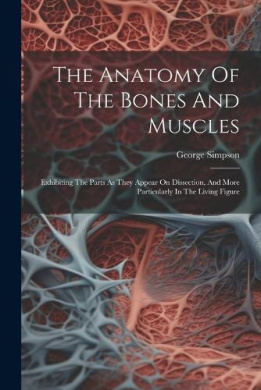 The Anatomy Of
The Bones And
Muscles
George Simpson
Exhibiting The Parts As They Appear On Dissection, And More
Particularly In The Living Figure